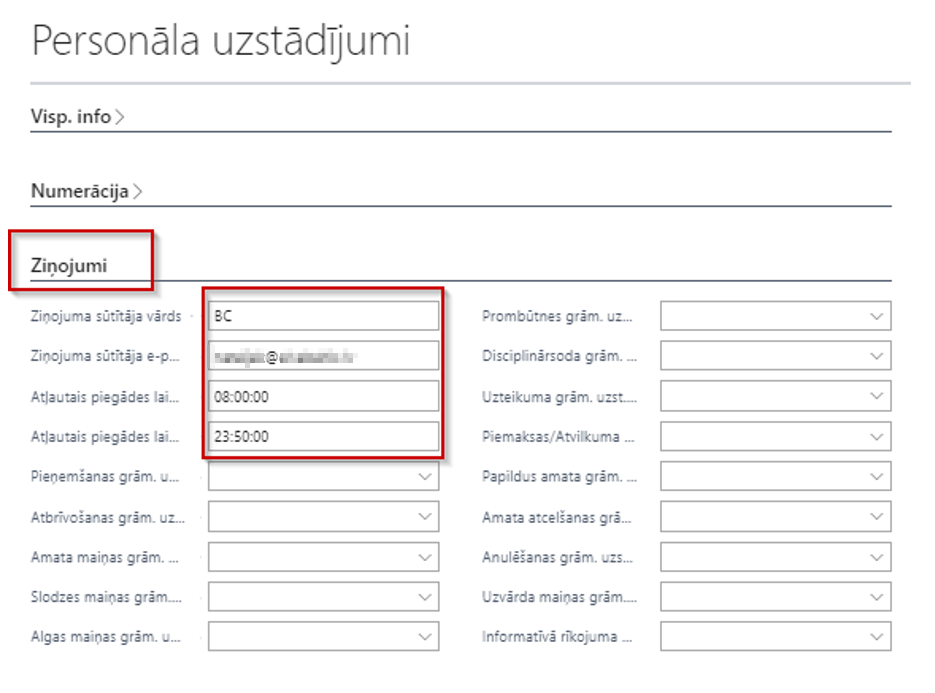 Personāla uzstādījumi
Visp. info
Numerācija
Ziņojumi
Ziņojuma sūtītāja vārds BC
Ziņojuma sūtītāja e-p... @
Atļautais piegādes lai... 08:00:00
Atļautais piegādes lai... 23:50:00
Pieņemšanas grām. u...
Atbrīvošanas grām. uz...
Amata maiņas grām. ...
Slodzes maiņas grām....
Algas maiņas grām. u...
Prombūtnes grām. uz...
Disciplinārsoda grām. ...
Uzteikuma grām. uzst....
Piemaksas/Atvilkuma ...
Papildus amata grām. ...
Amata atcelšanas grā...
Anulēšanas grām. uzs...
Uzvārda maiņas grām....
Informatīvā rīkojuma ...